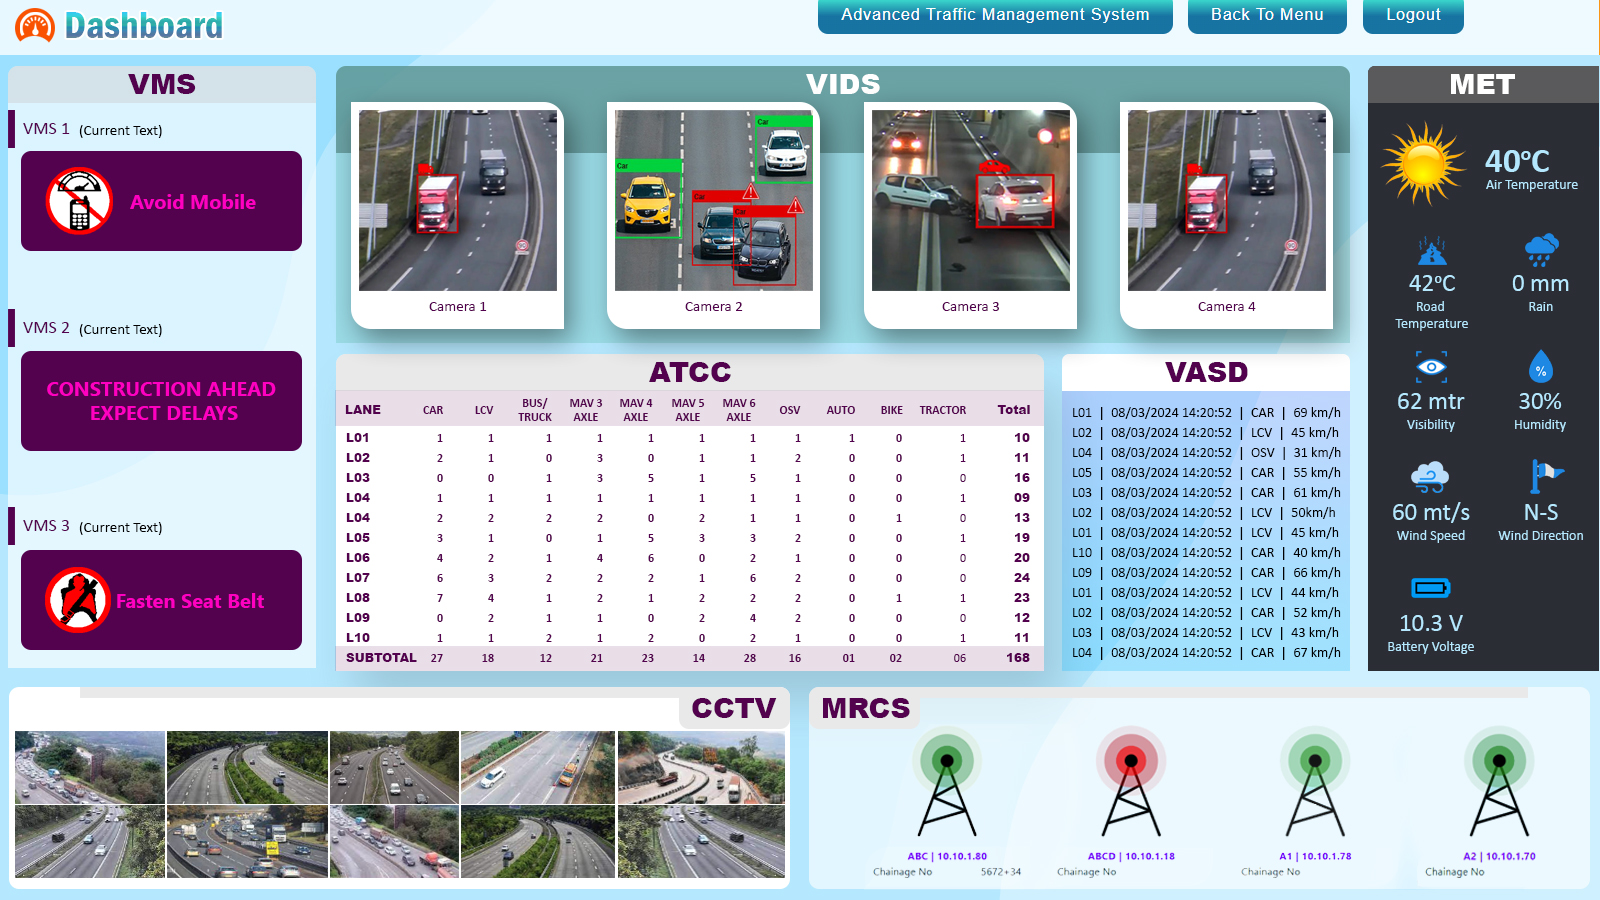 Dashboard
Advanced Traffic Management System
Back To Menu
Logout
VMS
VMS 1 (Current Text)
Avoid Mobile
VMS 2 (Current Text)
CONSTRUCTION AHEAD
EXPECT DELAYS
VMS 3 (Current Text)
Fasten Seat Belt
VIDS
Car
Car
Car
Car
Camera 1
Camera 2
Camera 3
Camera 4
ATCC
LANE CAR LCV BUS/ TRUCK MAV 3 AXLE MAV 4 AXLE MAV 5 AXLE MAV 6 AXLE OSV AUTO BIKE TRACTOR Total
L01 1 1 1 1 1 1 1 1 1 0 1 10
L02 2 1 0 3 0 1 1 2 0 0 1 11
L03 0 0 1 3 5 1 5 1 0 0 0 16
L04 1 1 1 1 1 1 1 1 0 0 1 09
L04 2 2 2 2 0 2 1 1 0 1 0 13
L05 3 1 0 1 5 3 3 2 0 0 1 19
L06 4 2 1 4 6 0 2 1 0 0 0 20
L07 6 3 2 2 2 1 6 2 0 0 0 24
L08 7 4 1 2 1 2 2 2 0 1 1 23
L09 0 2 1 1 0 2 4 2 0 0 0 12
L10 1 1 2 1 2 0 2 1 0 0 1 11
SUBTOTAL 27 18 12 21 23 14 28 16 01 02 06 168
VASD
L01 | 08/03/2024 14:20:52 | CAR | 69 km/h
L02 | 08/03/2024 14:20:52 | LCV | 45 km/h
L04 | 08/03/2024 14:20:52 | OSV | 31 km/h
L05 | 08/03/2024 14:20:52 | CAR | 55 km/h
L03 | 08/03/2024 14:20:52 | CAR | 61 km/h
L02 | 08/03/2024 14:20:52 | LCV | 50km/h
L01 | 08/03/2024 14:20:52 | LCV | 45 km/h
L10 | 08/03/2024 14:20:52 | CAR | 40 km/h
L09 | 08/03/2024 14:20:52 | CAR | 66 km/h
L01 | 08/03/2024 14:20:52 | LCV | 44 km/h
L02 | 08/03/2024 14:20:52 | CAR | 52 km/h
L03 | 08/03/2024 14:20:52 | LCV | 43 km/h
L04 | 08/03/2024 14:20:52 | CAR | 67 km/h
MET
40°C
Air Temperature
42°C
Road
Temperature
0 mm
Rain
62 mtr
Visibility
%
30%
Humidity
60 mt/s
Wind Speed
N-S
Wind Direction
10.3 V
Battery Voltage
CCTV
MRCS
ABC | 10.10.1.80
Chainage No 5672+34
ABCD | 10.10.1.18
Chainage No
A1 | 10.10.1.78
Chainage No
A2 | 10.10.1.70
Chainage No